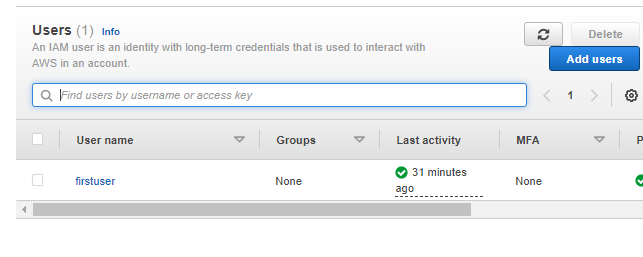 Users (1) Info
An IAM user is an identity with long-term credentials that is used to interact with
AWS in an account.
Delete
Add users
Find users by username or access key
1
User name Groups Last activity MFA P
firstuser None 31 minutes
ago None